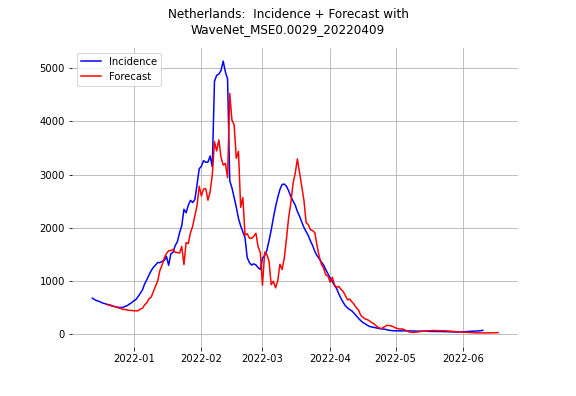 Netherlands:  Incidence + Forecast with
WaveNet_MSE0.0029_20220409
Incidence
Forecast
5000
4000
3000
2000
1000
0
2022-01 2022-02 2022-03 2022-04 2022-05 2022-06